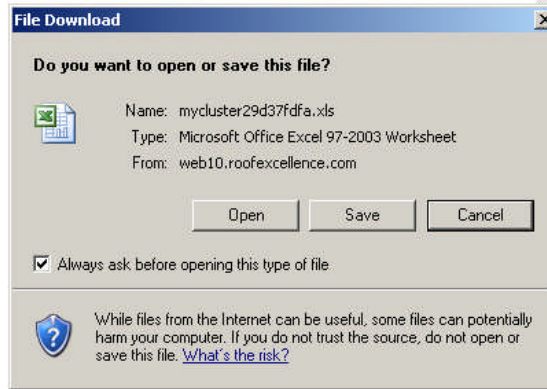 File Download
Do you want to open or save this file?
Name: mycluster29d37fdfa.xls
Type: Microsoft Office Excel 97-2003 Worksheet
From: web10.roofexcellence.com
Open Save Cancel
Always ask before opening this type of file
While files from the Internet can be useful, some files can potentially
harm your computer. If you do not trust the source, do not open or
save this file. What's the risk?